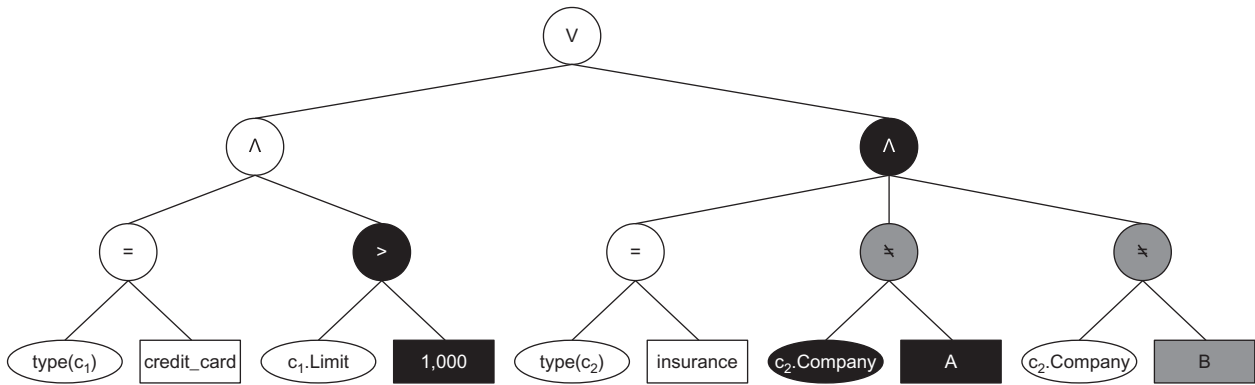 ∨
∧ ∧
= > = ≠ ≠
type(c₁) credit_card c₁.Limit 1,000 type(c₂) insurance c₂.Company A c₂.Company B